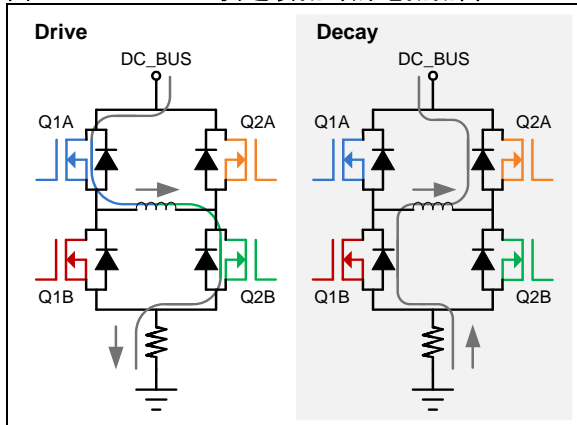 Drive
Decay
DC_BUS
DC_BUS
Q1A
Q2A
Q1A
Q2A
Q1B
Q2B
Q1B
Q2B